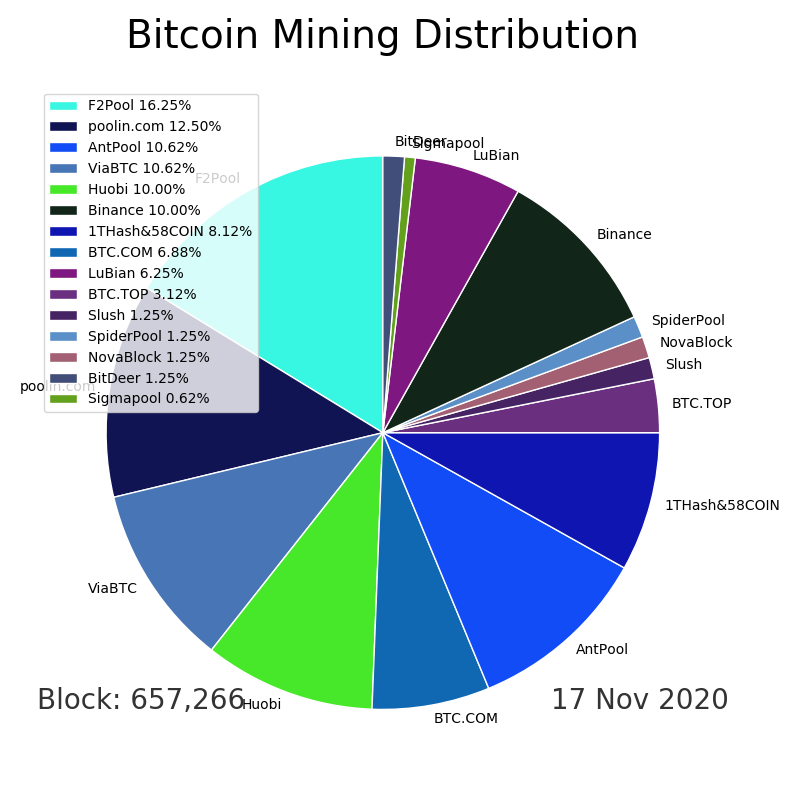 Bitcoin Mining Distribution
F2Pool 16.25%
poolin.com 12.50%
AntPool 10.62%
ViaBTC 10.62%
Huobi 10.00%
Binance 10.00%
1THash&58COIN 8.12%
BTC.COM 6.88%
LuBian 6.25%
BTC.TOP 3.12%
Slush 1.25%
SpiderPool 1.25%
NovaBlock 1.25%
BitDeer 1.25%
Sigmapool 0.62%
BitDeer
Sigmapool
LuBian
F2Pool
Binance
SpiderPool
NovaBlock
Slush
poolin.com
BTC.TOP
1THash&58COIN
ViaBTC
AntPool
Huobi
BTC.COM
Block: 657,266
17 Nov 2020